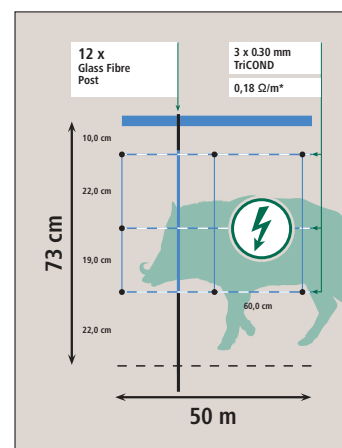 12 x
Glass Fibre
Post
3 x 0.30 mm
TriCOND
0,18 Ω/m*
10,0 cm
22,0 cm
73 cm
19,0 cm
60,0 cm
22,0 cm
50 m